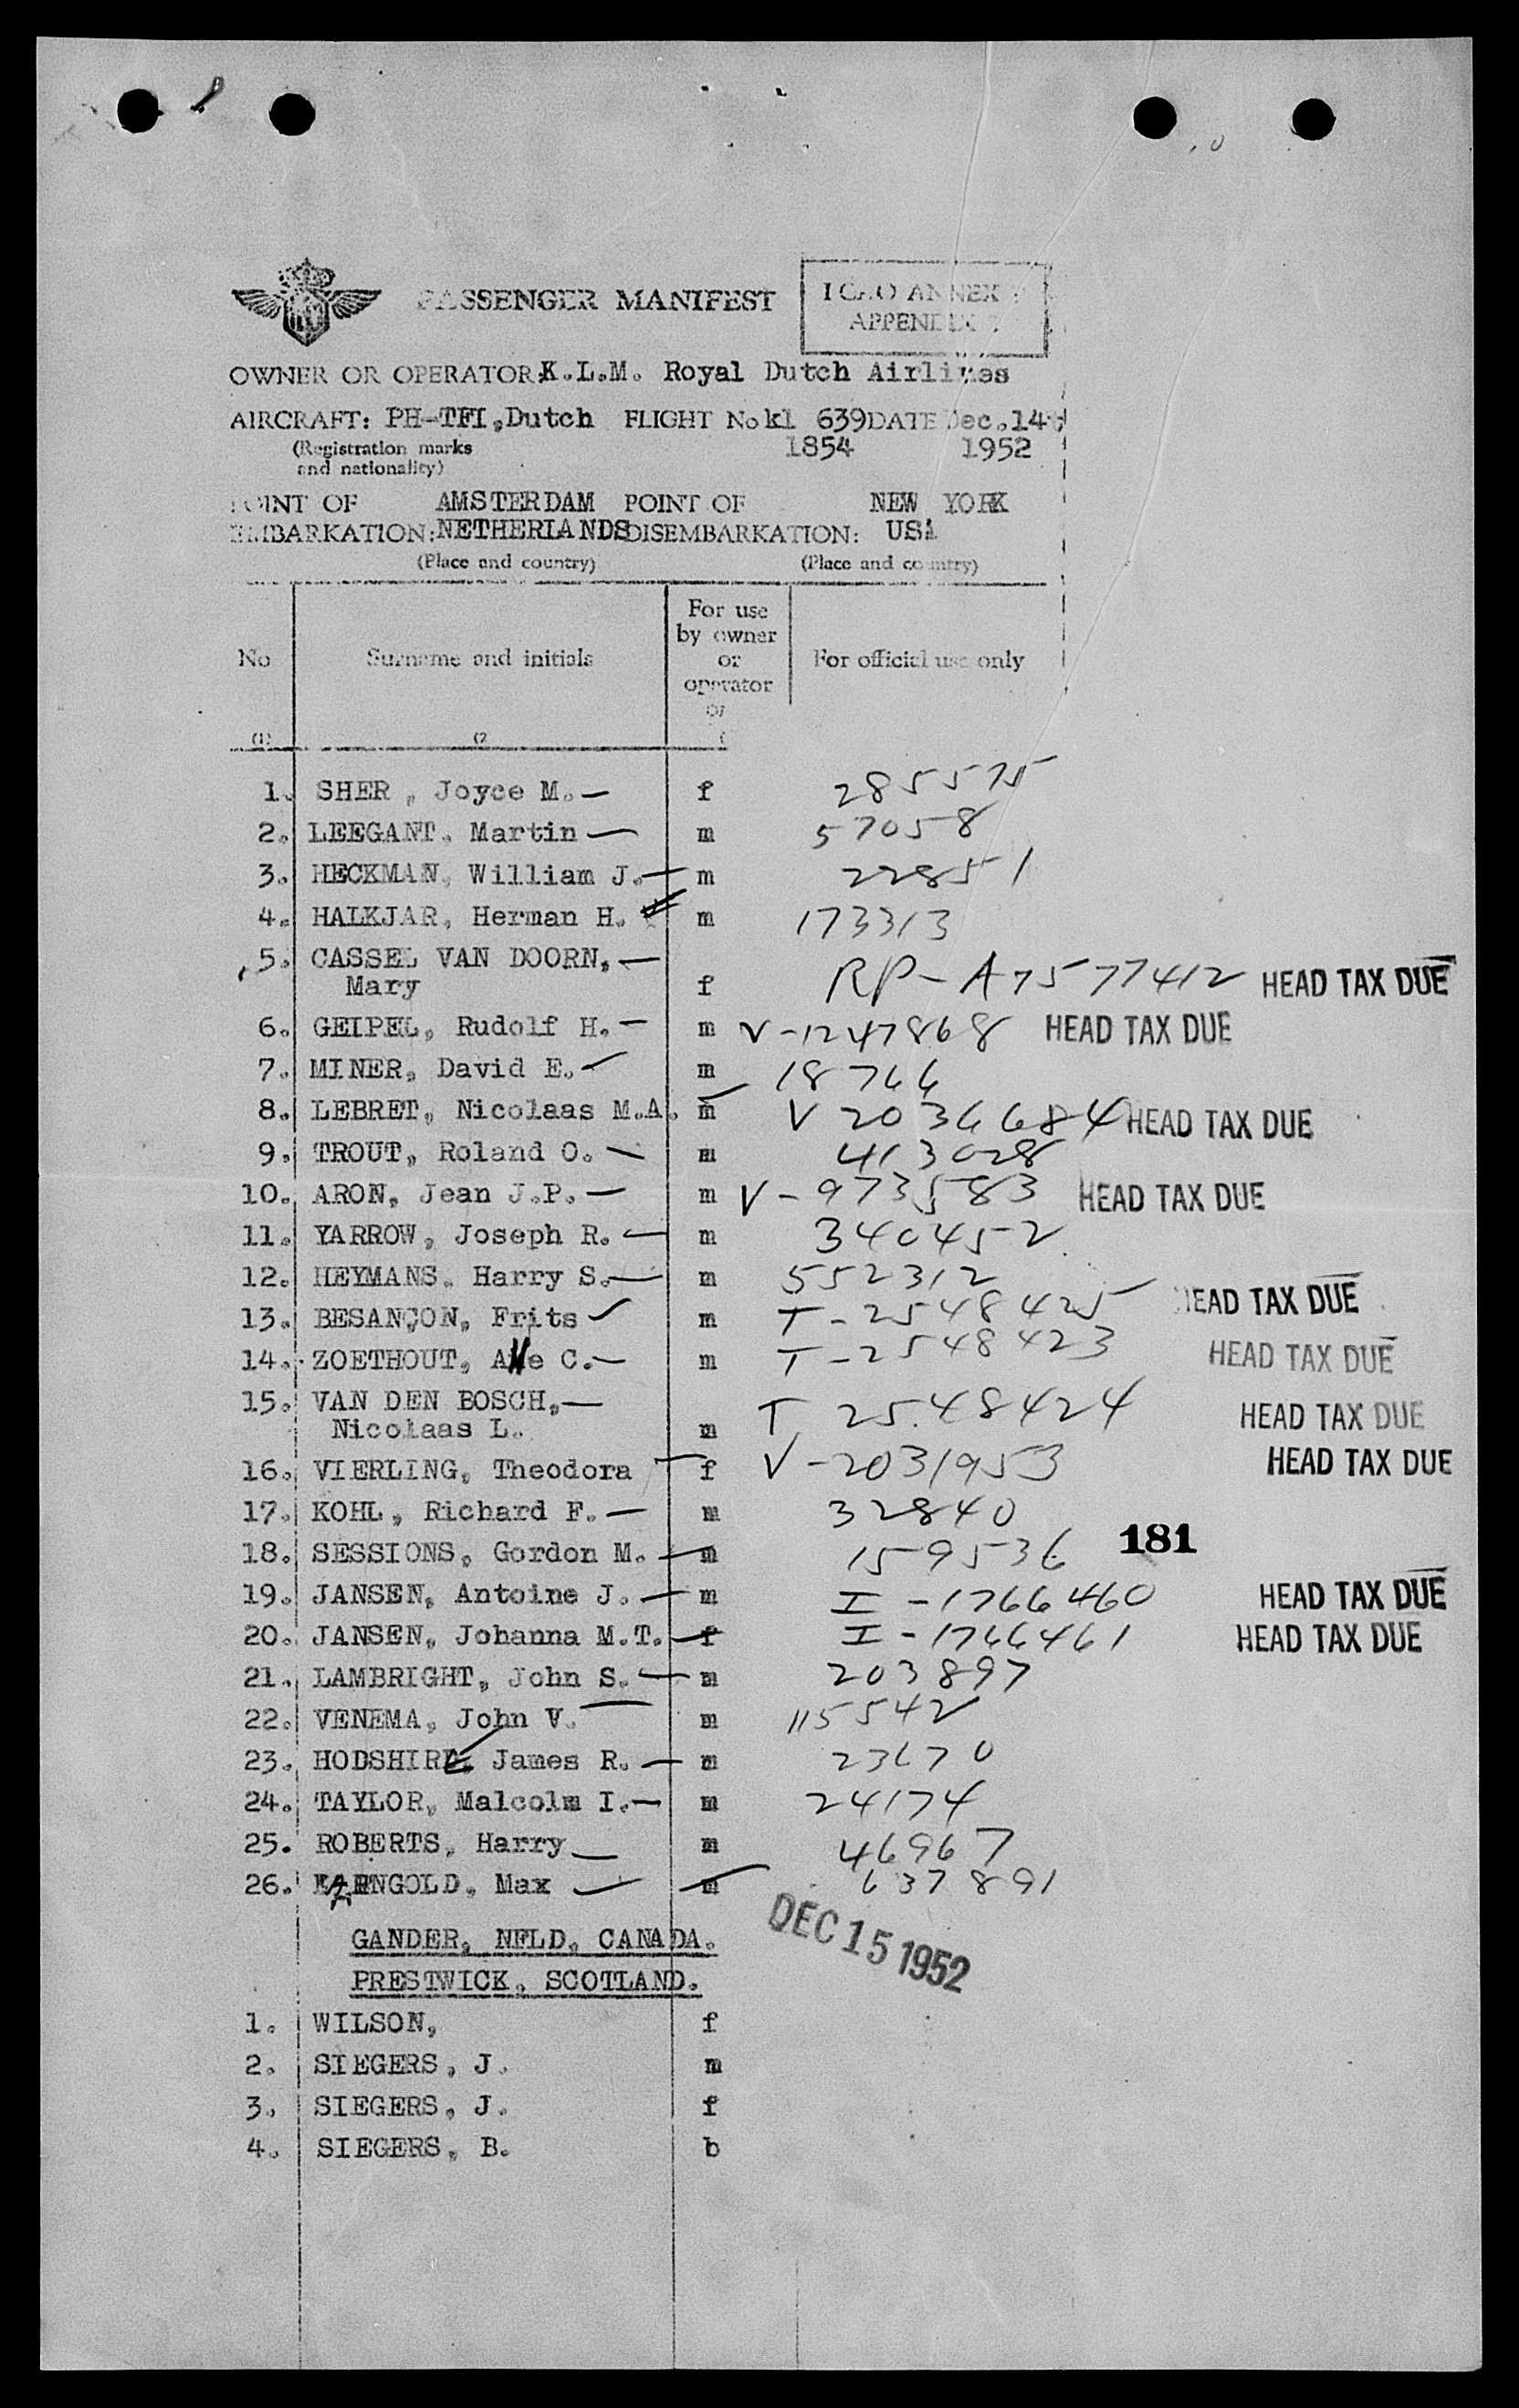 PASSENGER MANIFEST
ICAO ANNEX 9
APPENDIX
OWNER OR OPERATOR: K.L.M. Royal Dutch Airlines
AIRCRAFT: PH-TFI, Dutch FLIGHT No kl 639 DATE Dec. 14
(Registration marks 1854 1952
and nationality)
POINT OF AMSTERDAM POINT OF NEW YORK
EMBARKATION: NETHERLANDS DISEMBARKATION: USA
(Place and country) (Place and country)
For use
by owner
No Surname and initials or For official use only
operator
(1) (2
1. SHER, Joyce M. — f 285575
2. LEEGANT, Martin — m 57058
3. HECKMAN, William J. — m 22851
4. HALKJAR, Herman H. m 173313
5. CASSEL VAN DOORN, —
Mary f RP-A7577412 HEAD TAX DUE
6. GEIPEL, Rudolf H. — m V-1247868 HEAD TAX DUE
7. MINER, David E. m 18766
8. LEBRET, Nicolaas M.A. m V 2036684 HEAD TAX DUE
9. TROUT, Roland O. — m 413028
10. ARON, Jean J.P. — m V-973583 HEAD TAX DUE
11. YARROW, Joseph R. — m 340452
12. HEYMANS, Harry S. — m 552312
13. BESANÇON, Frits m T-2548425 HEAD TAX DUE
14. ZOETHOUT, Alle C. — m T-2548423 HEAD TAX DUE
15. VAN DEN BOSCH, —
Nicolaas L. m T 2548424 HEAD TAX DUE
16. VIERLING, Theodora f V-2031953 HEAD TAX DUE
17. KOHL, Richard F. — m 32840
18. SESSIONS, Gordon M. — m 159536 181
19. JANSEN, Antoine J. — m I-1766460 HEAD TAX DUE
20. JANSEN, Johanna M.T. — f I-1766461 HEAD TAX DUE
21. LAMBRIGHT, John S. — m 203897
22. VENEMA, John V. — m 115542
23. HODSHIRE, James R. — m 23670
24. TAYLOR, Malcolm I. — m 24174
25. ROBERTS, Harry — m 46967
26. Max — m 637891
GANDER, NFLD, CANADA.
DEC 15 1952
PRESTWICK, SCOTLAND.
1. WILSON, f
2. SIEGERS, J. m
3. SIEGERS, J. f
4. SIEGERS, B. b